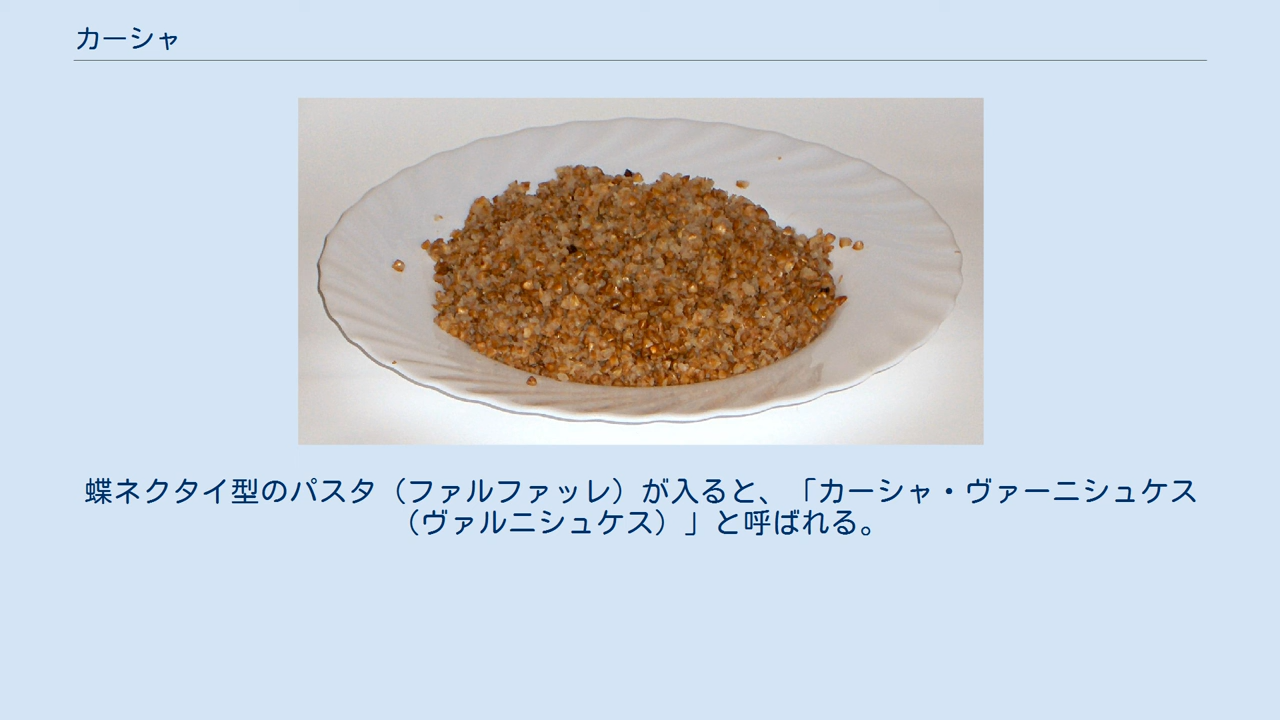 カーシャ
蝶ネクタイ型のパスタ（ファルファッレ）が入ると、「カーシャ・ヴァーニシュケス
（ヴァルニシュケス）」と呼ばれる。